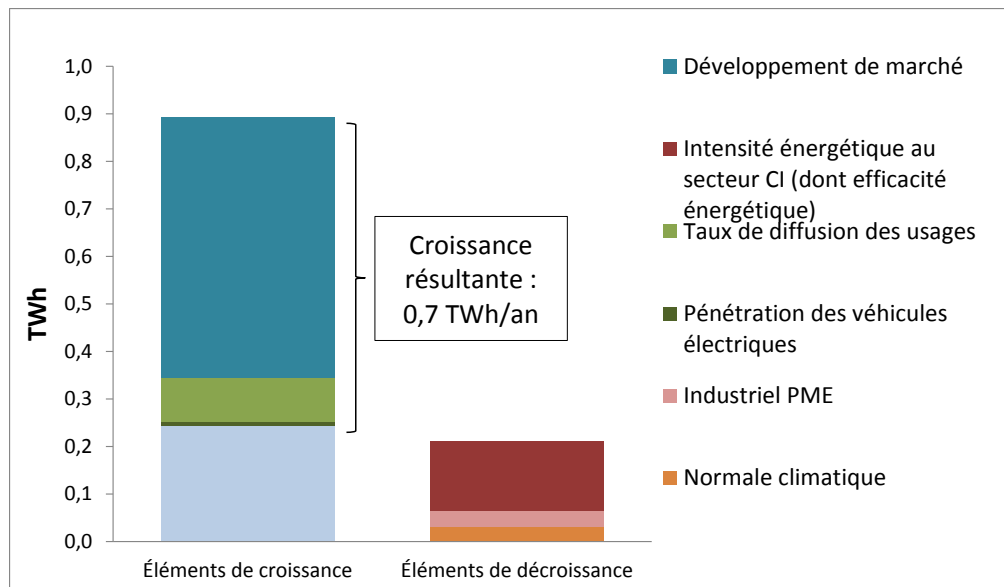 1,0
0,9
0,8
0,7
0,6
0,5
0,4
0,3
0,2
0,1
0,0
TWh
Croissance
résultante :
0,7 TWh/an
Éléments de croissance
Éléments de décroissance
Développement de marché
Intensité énergétique au
secteur CI (dont efficacité
énergétique)
Taux de diffusion des usages
Pénétration des véhicules
électriques
Industriel PME
Normale climatique